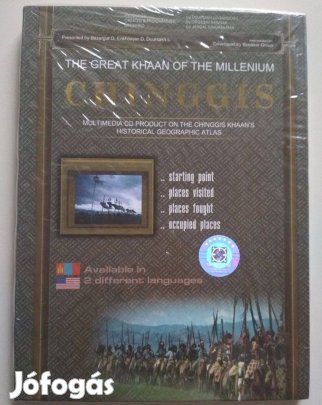 THE GREAT KHAAN OF THE MILLENIUM
CHINGGIS
MULTIMEDIA CD PRODUCT ON THE CHINGGIS KHAAN'S
HISTORICAL GEOGRAPHIC ATLAS
.. starting point
.. places visited
.. places fought
.. occupied places
Available in
2 different languages
Jófogás